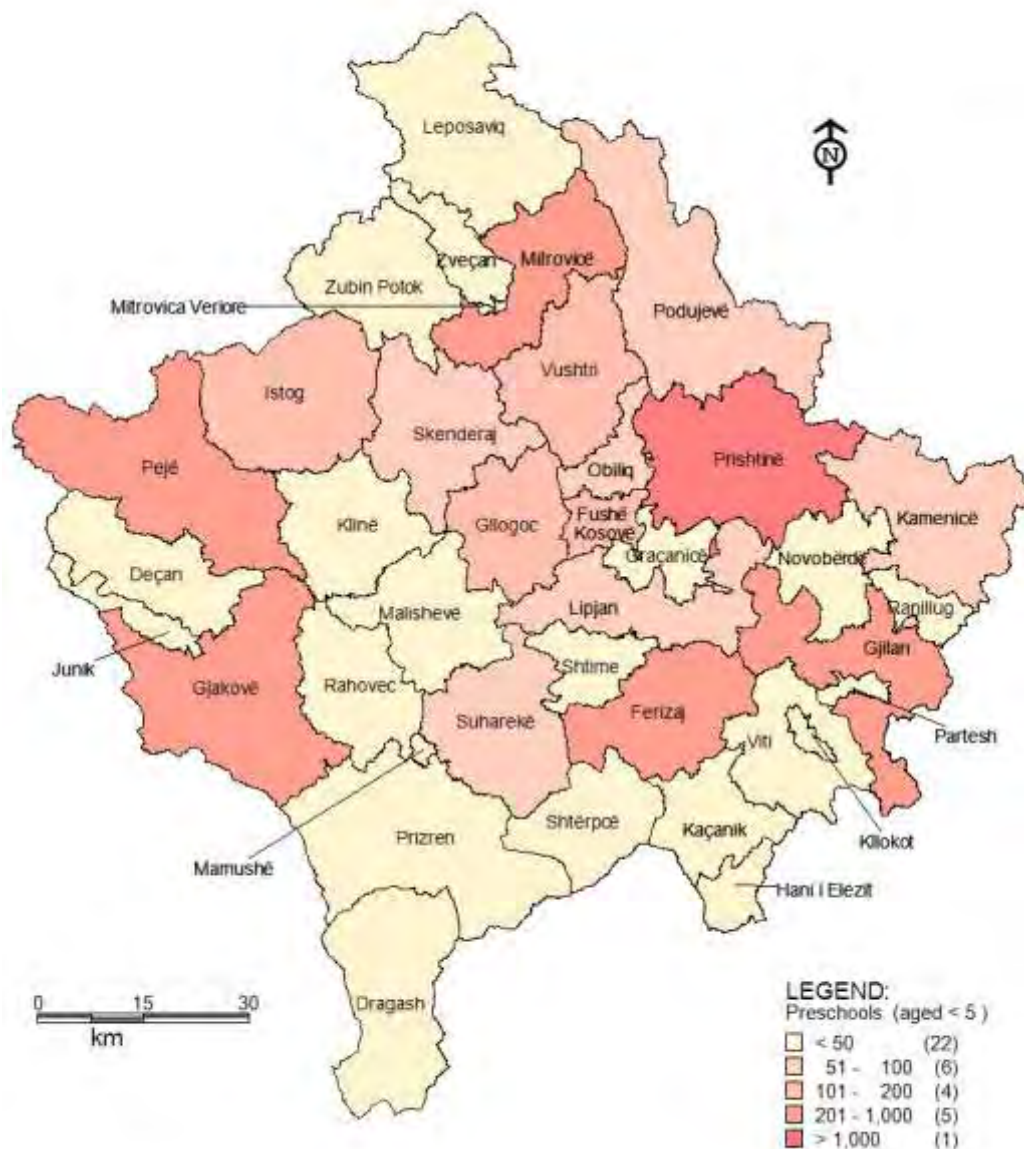 Leposaviq
N
Zveçan
Mitrovicë
Zubin Potok
Mitrovica Veriore
Podujevë
Vushtri
Istog
Skenderaj
Pejë
Prishtinë
Obiliq
Klinë
Gllogoc
Fushë
Kosovë
Kamenicë
Graçanicë
Novobërdë
Deçan
Malishevë
Lipjan
Ranillug
Junik
Shtime
Gjilan
Gjakovë
Rahovec
Suharekë
Ferizaj
Viti
Partesh
Shtërpcë
Kaçanik
Prizren
Kllokot
Mamushë
Hani i Elezit
Dragash
0 15 30
km
LEGEND:
Preschools (aged < 5 )
< 50 (22)
51 - 100 (6)
101 - 200 (4)
201 - 1,000 (5)
> 1,000 (1)